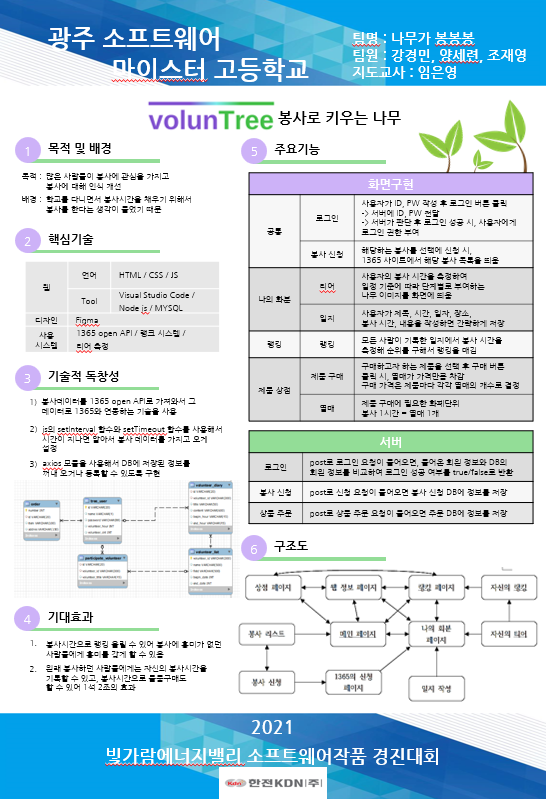 광주 소프트웨어
마이스터 고등학교
팀명 : 나무가 봉봉봉
팀원 : 강경민, 양세련, 조재영
지도교사 : 임은영
volunTree 봉사로 키우는 나무
1 목적 및 배경
목적 : 많은 사람들이 봉사에 관심을 가지고
봉사에 대해 인식 개선
배경 : 학교를 다니면서 봉사시간을 채우기 위해서
봉사를 한다는 생각이 들었기 때문
2 핵심기술
웹
언어 HTML / CSS / JS
Tool Visual Studio Code /
Node js / MYSQL
디자인 Figma
사용
시스템
1365 open API / 랭크 시스템 /
티어 측정
3 기술적 독창성
1) 봉사데이터를 1365 open API로 가져와서 그
데이터로 1365와 연동하는 기술을 사용
2) js의 setInterval 함수와 setTimeout 함수를 사용해서
시간이 지나면 알아서 봉사 데이터를 가지고 오게
설정
3) axios 모듈을 사용해서 DB에 저장된 정보를
꺼내 오거나 등록할 수 있도록 구현
order
tree_user
volunteer_diary
participate_volunteer
volunteer_list
4 기대효과
1. 봉사시간으로 랭킹 올릴 수 있어 봉사에 흥미가 없던
사람들에게 흥미를 갖게 할 수 있음
2. 원래 봉사하던 사람들에게는 자신의 봉사시간을
기록할 수 있고, 봉사시간으로 물품구매도
할 수 있어 1석 2조의 효과
5 주요기능
화면구현
공통
로그인
사용자가 ID, PW 작성 후 로그인 버튼 클릭
-> 서버에 ID, PW 전달
-> 서버가 판단 후 로그인 성공 시, 사용자에게
로그인 권한 부여
봉사 신청
해당하는 봉사를 선택해 신청 시,
1365 사이트에서 해당 봉사 목록을 띄움
나의 화분
티어
사용자의 봉사 시간을 측정하여
일정 기준에 따라 단계별로 부여하는
나무 이미지를 화면에 띄움
일지
사용자가 제목, 시간, 일자, 장소,
봉사 시간, 내용을 작성하면 간략하게 저장
랭킹
랭킹
모든 사람이 기록한 일지에서 봉사 시간을
측정해 순위를 구해서 랭킹을 매김
제품 상점
제품 구매
구매하고자 하는 제품을 선택 후 구매 버튼
클릭 시, 열매가 가격만큼 차감
구매 가격은 제품마다 각각 열매의 개수로 결정
열매
제품 구매에 필요한 화폐단위
봉사 1시간 = 열매 1개
서버
로그인
post로 로그인 요청이 들어오면, 들어온 회원 정보와 DB의
회원 정보를 비교하여 로그인 성공 여부를 true/false로 반환
봉사 신청 post로 신청 요청이 들어오면 봉사 신청 DB에 정보를 저장
상품 주문 post로 상품 주문 요청이 들어오면 주문 DB에 정보를 저장
6 구조도
상점 페이지
웹 정보 페이지
랭킹 페이지
자신의 랭킹
봉사 리스트
메인 페이지
나의 화분
페이지
자신의 티어
봉사 신청
1365의 신청
페이지
일지 작성
2021
빛가람에너지밸리 소프트웨어작품 경진대회
Kdn 한전KDN(주)